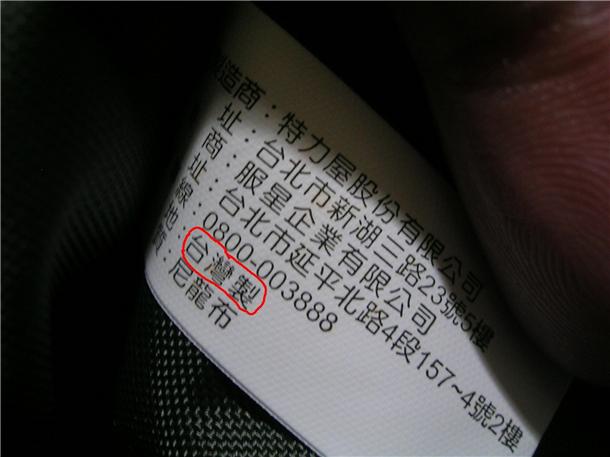 製造商：特力屋股份有限公司
址：台北市新湖三路23號5樓
商：服星企業有限公司
址：台北市延平北路4段157~4號2樓
線：0800-003888
地：台灣製
質：尼龍布